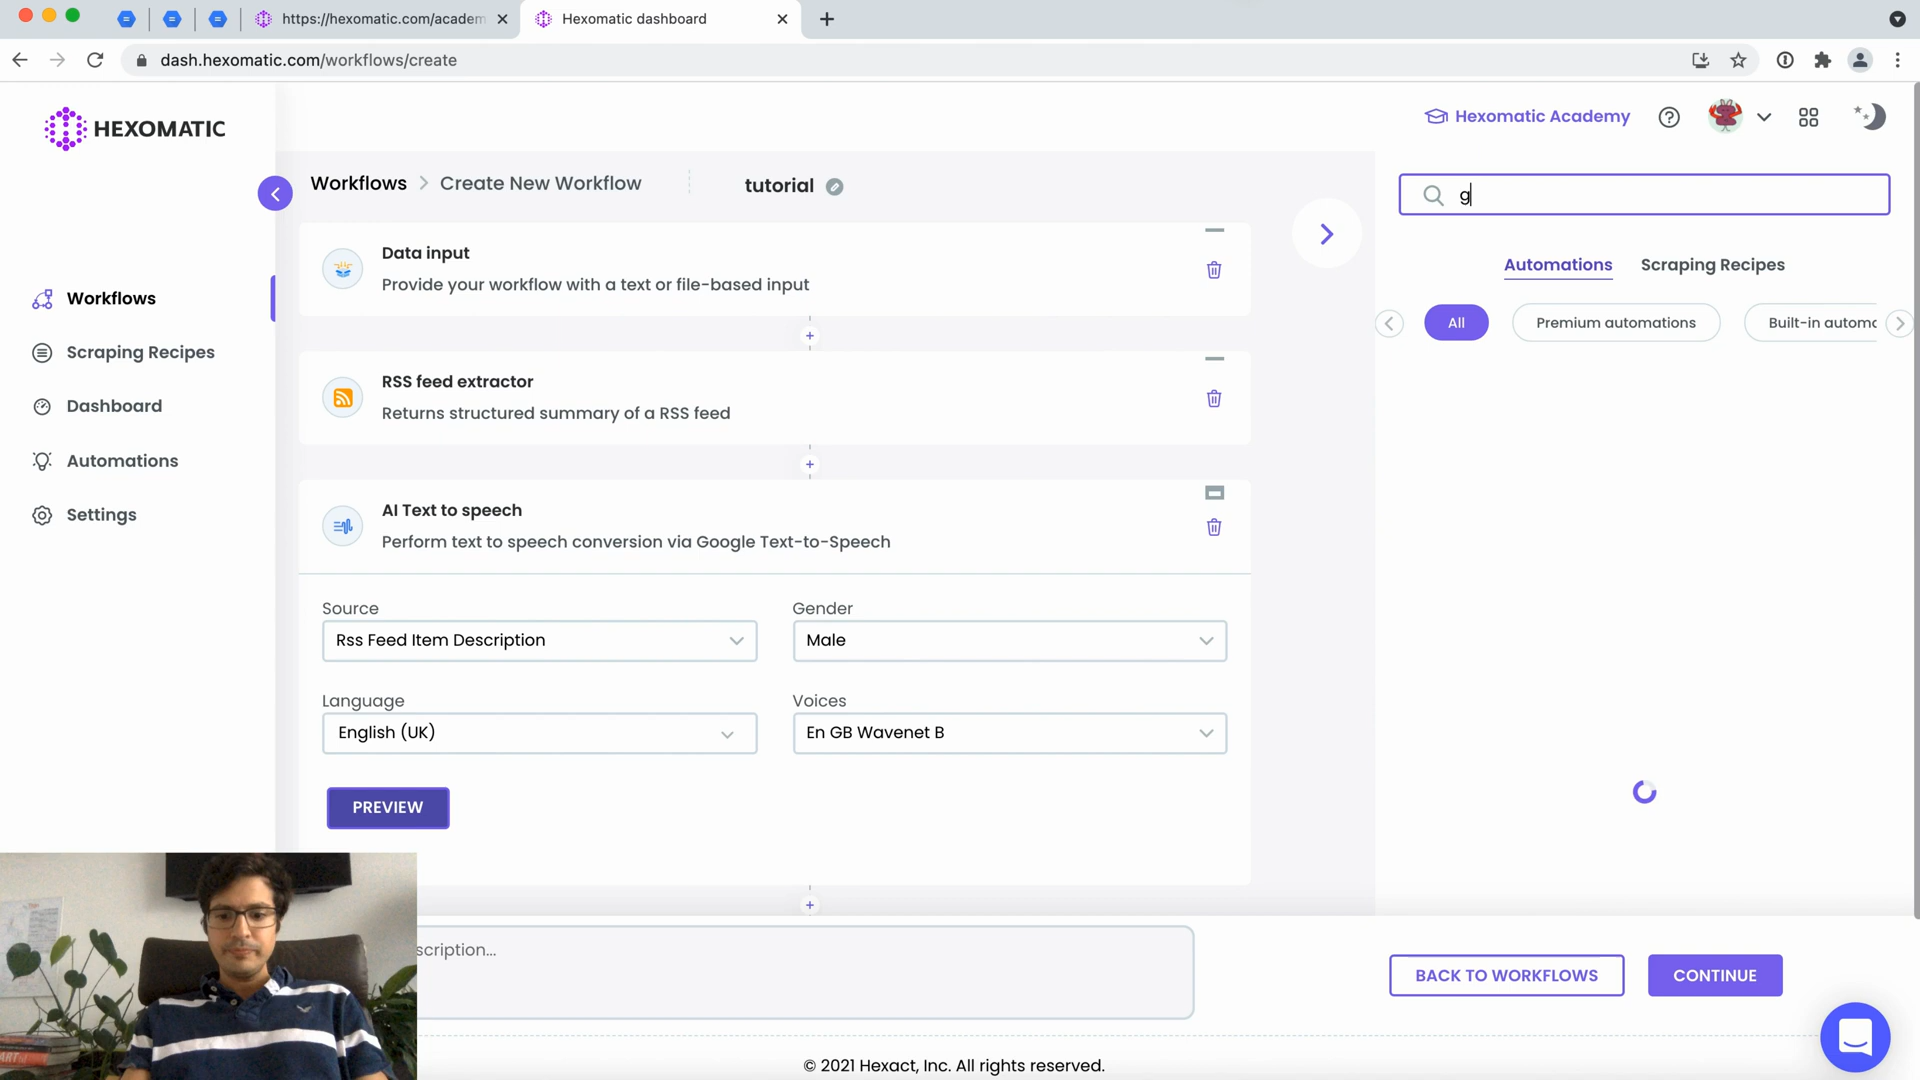 https://hexomatic.com/academ
Hexomatic dashboard
dash.hexomatic.com/workflows/create
HEXOMATIC
Hexomatic Academy
Workflows
Scraping Recipes
Dashboard
Automations
Settings
Workflows > Create New Workflow
tutorial
Data input
Provide your workflow with a text or file-based input
RSS feed extractor
Returns structured summary of a RSS feed
AI Text to speech
Perform text to speech conversion via Google Text-to-Speech
Source
Gender
Rss Feed Item Description
Male
Language
Voices
English (UK)
En GB Wavenet B
PREVIEW
g
Automations
Scraping Recipes
All
Premium automations
Built-in automa
scription...
BACK TO WORKFLOWS
CONTINUE
© 2021 Hexact, Inc. All rights reserved.